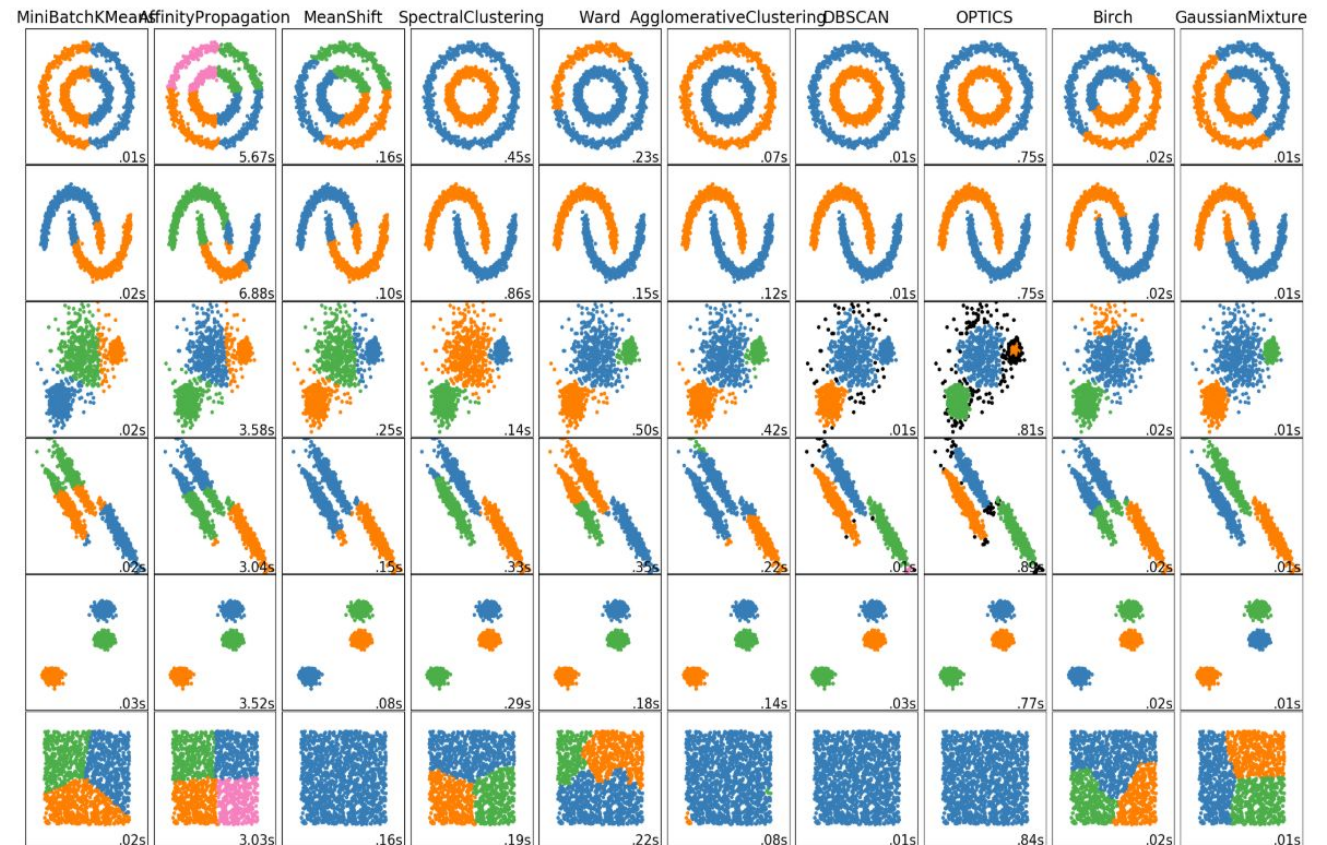 MiniBatchKMeans AffinityPropagation MeanShift SpectralClustering Ward AgglomerativeClustering DBSCAN OPTICS Birch GaussianMixture
.01s 5.67s .16s .45s .23s .07s .01s .75s .02s .01s
.02s 6.88s .10s .86s .15s .12s .01s .75s .02s .01s
.02s 3.58s .25s .14s .50s .42s .01s .81s .02s .01s
.02s 3.04s .15s .33s .35s .22s .01s .89s .02s .01s
.03s 3.52s .08s .29s .18s .14s .03s .77s .02s .01s
.02s 3.03s .16s .19s .22s .08s .01s .84s .02s .01s